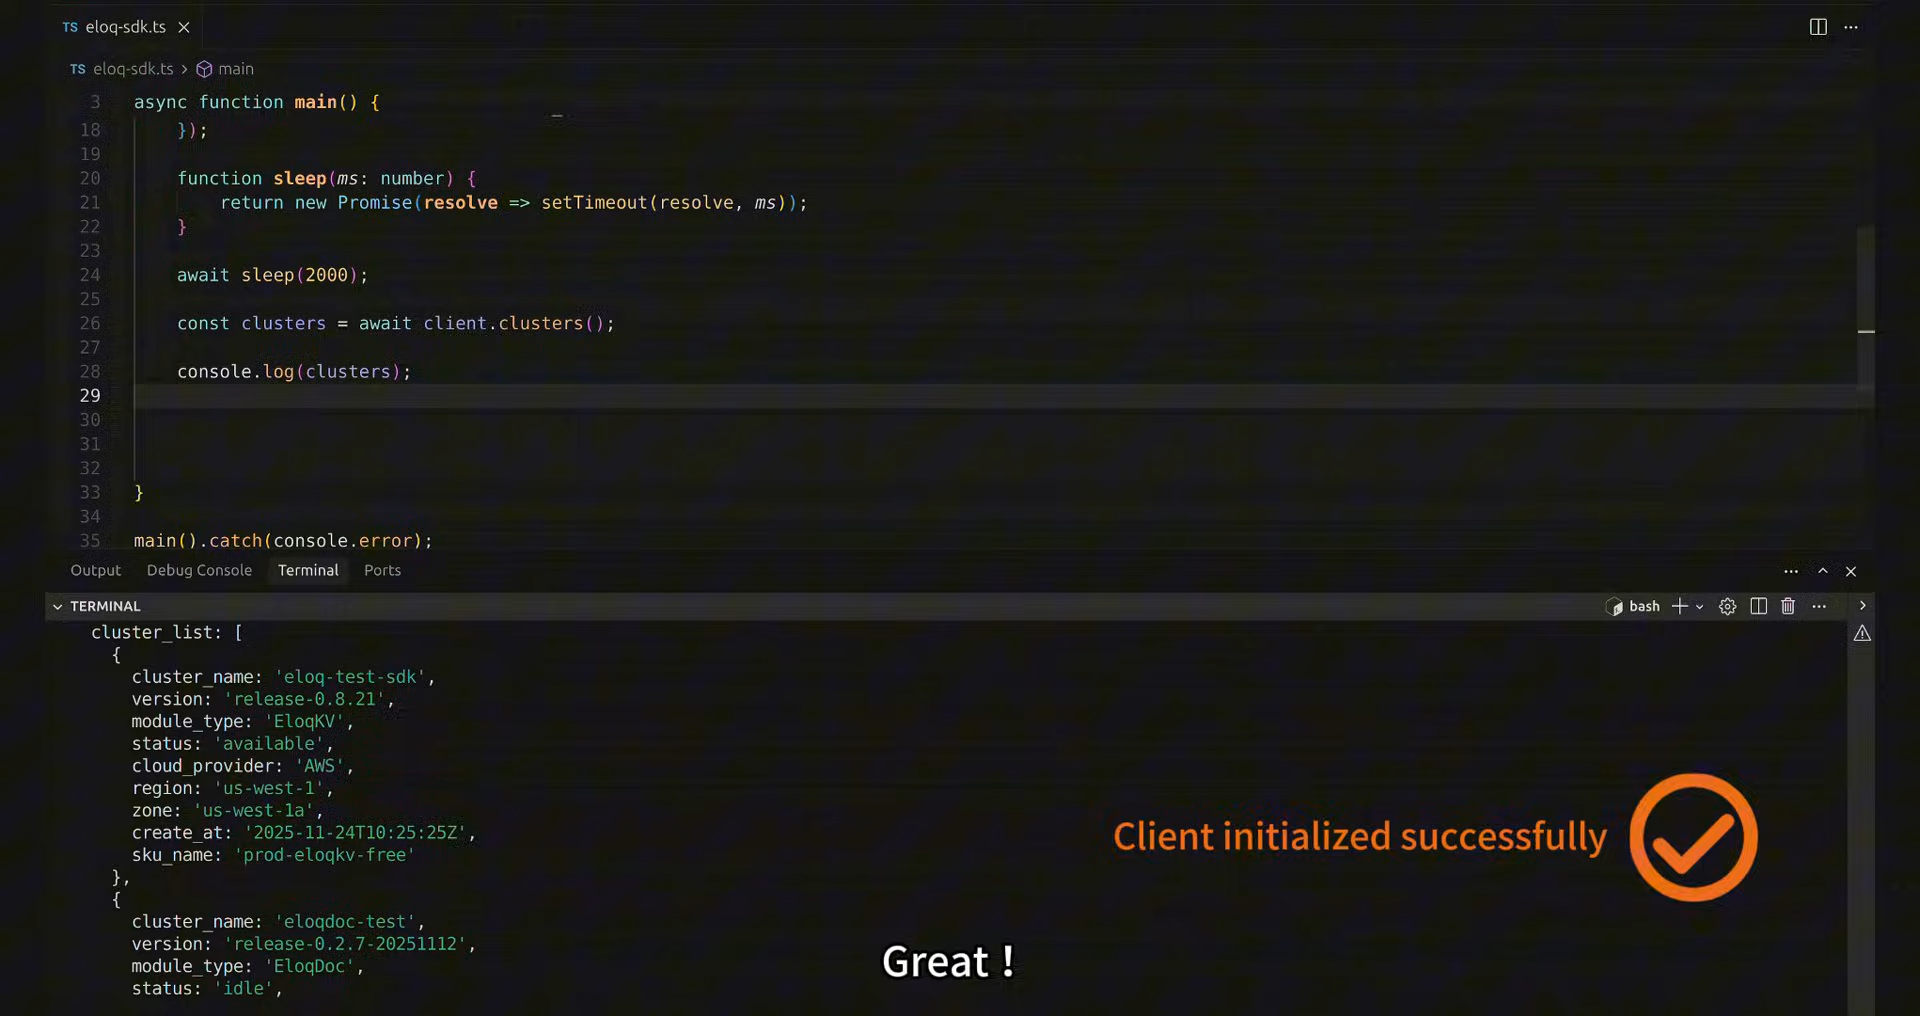 TS eloq-sdk.ts
TS eloq-sdk.ts > main
3 async function main() {
18 });
19
20 function sleep(ms: number) {
21 return new Promise(resolve => setTimeout(resolve, ms));
22 }
23
24 await sleep(2000);
25
26 const clusters = await client.clusters();
27
28 console.log(clusters);
29
30
31
32
33 }
34
35 main().catch(console.error);
Output Debug Console Terminal Ports
TERMINAL bash
cluster_list: [
{
cluster_name: 'eloq-test-sdk',
version: 'release-0.8.21',
module_type: 'EloqKV',
status: 'available',
cloud_provider: 'AWS',
region: 'us-west-1',
zone: 'us-west-1a',
create_at: '2025-11-24T10:25:25Z',
sku_name: 'prod-eloqkv-free'
},
{
cluster_name: 'eloqdoc-test',
version: 'release-0.2.7-20251112',
module_type: 'EloqDoc',
status: 'idle',
Client initialized successfully
Great！